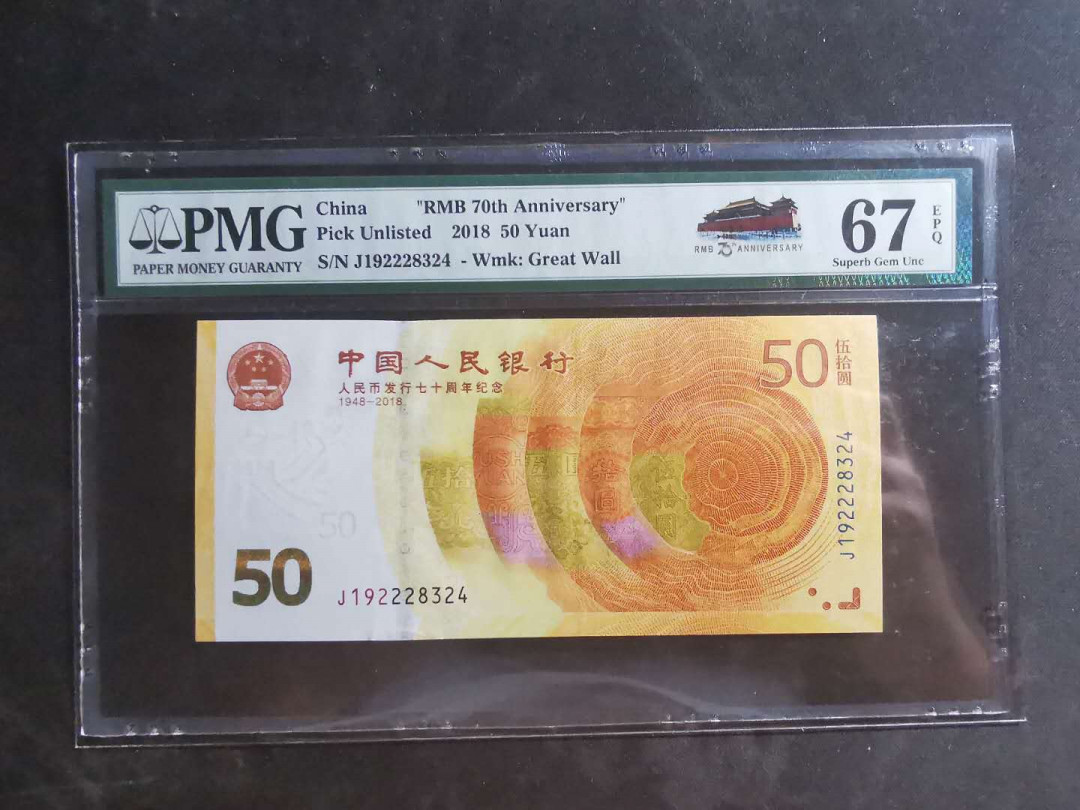 PMG
PAPER MONEY GUARANTY
China "RMB 70th Anniversary"
Pick Unlisted 2018 50 Yuan
S/N J192228324 - Wmk: Great Wall
RMB 70th ANNIVERSARY
67
EPQ
Superb Gem Unc
中国人民银行
人民币发行七十周年纪念
1948-2018
50
伍拾圆
50
50
J192228324
J192228324